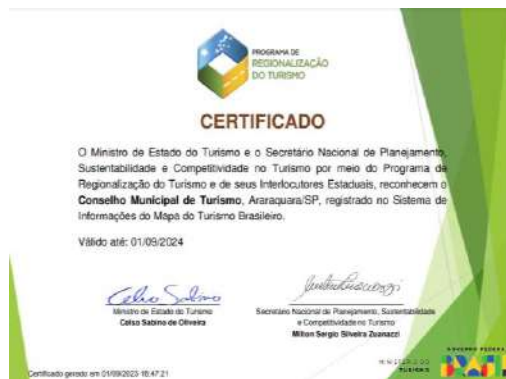 PROGRAMA DE
REGIONALIZAÇÃO
DO TURISMO
CERTIFICADO
O Ministro de Estado do Turismo e o Secretário Nacional de Planejamento,
Sustentabilidade e Competitividade no Turismo por meio do Programa de
Regionalização do Turismo e de seus Interlocutores Estaduais, reconhecem o
Conselho Municipal de Turismo, Araraquara/SP, registrado no Sistema de
Informações do Mapa do Turismo Brasileiro.
Válido até: 01/09/2024
Celso Sabino
Ministro de Estado do Turismo
Celso Sabino de Oliveira
Secretário Nacional de Planejamento, Sustentabilidade
e Competitividade no Turismo
Milton Sergio Silveira Zuanazzi
Certificado gerado em 01/09/2023 16:47:21
MINISTÉRIO DO
TURISMO
GOVERNO FEDERAL
BRASIL